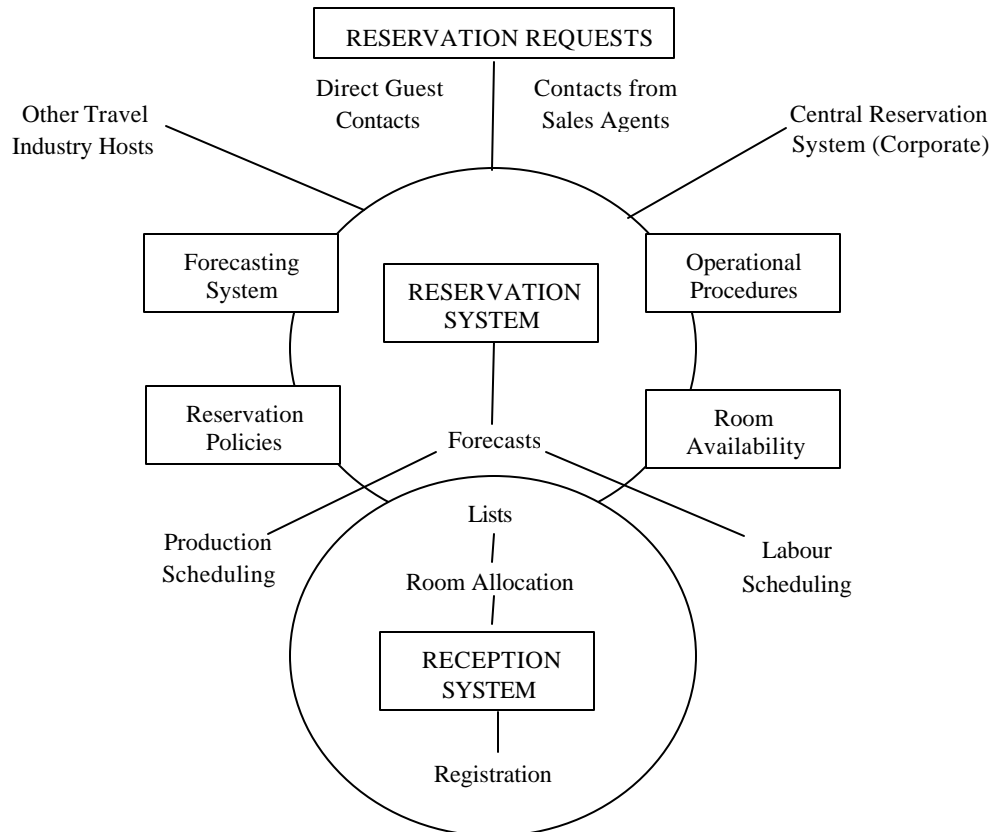 RESERVATION REQUESTS
Direct Guest
Contacts
Contacts from
Sales Agents
Other Travel
Industry Hosts
Central Reservation
System (Corporate)
Forecasting
System
RESERVATION
SYSTEM
Operational
Procedures
Reservation
Policies
Room
Availability
Forecasts
Lists
Production
Scheduling
Labour
Scheduling
Room Allocation
RECEPTION
SYSTEM
Registration